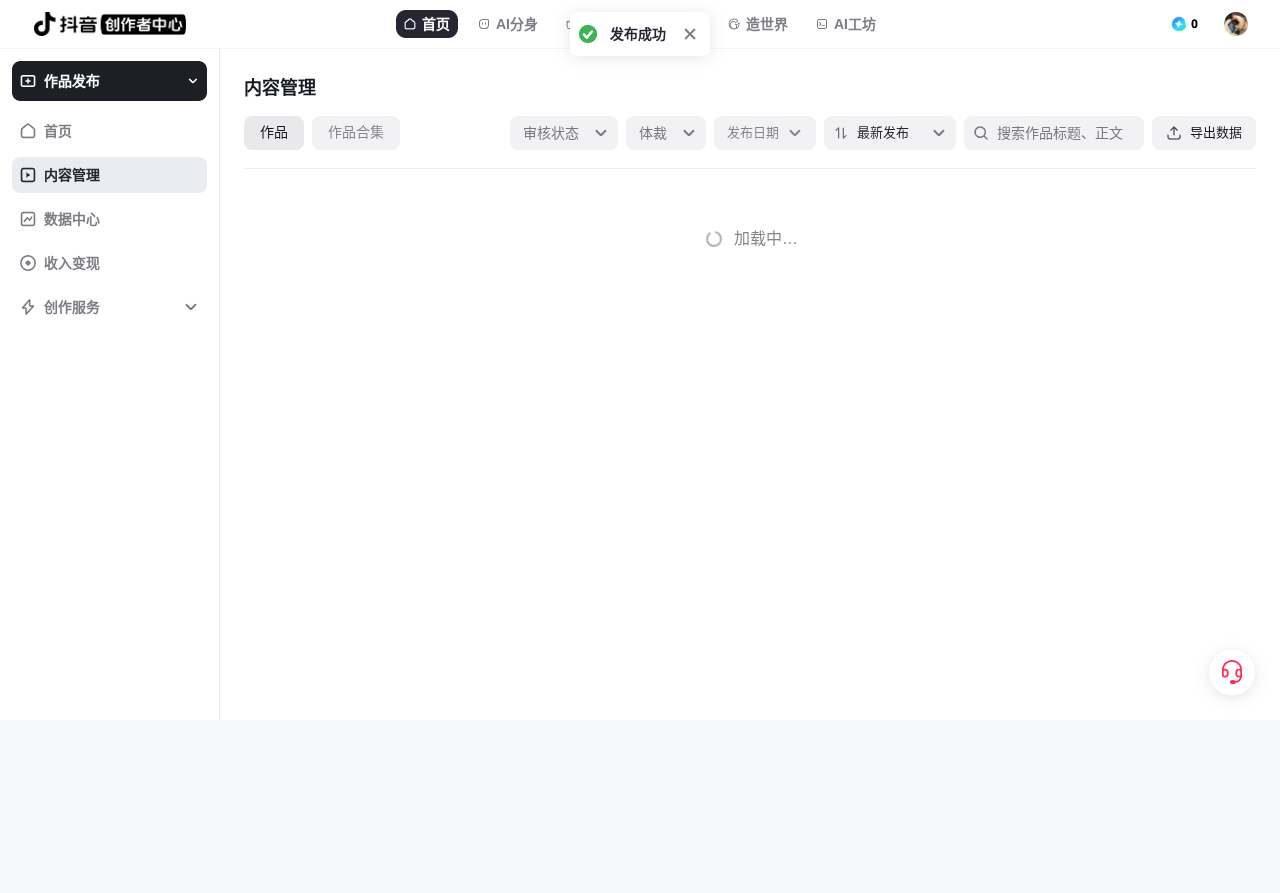 抖音 创作者中心
首页
AI分身
发布成功
造世界
AI工坊
0
作品发布
首页
内容管理
数据中心
收入变现
创作服务
内容管理
作品
作品合集
审核状态
体裁
发布日期
最新发布
搜索作品标题、正文
导出数据
加载中...